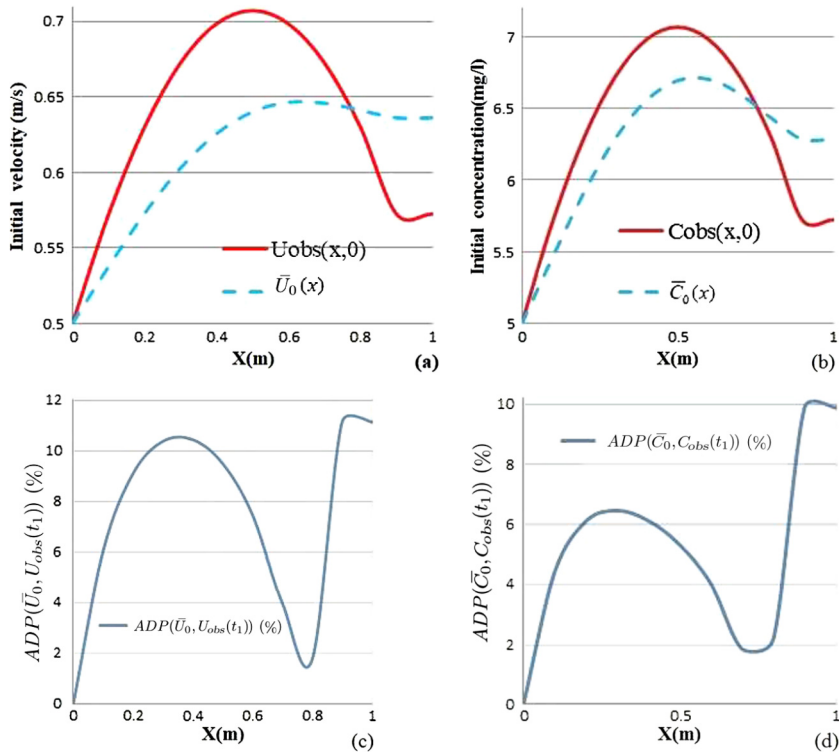 0.7
0.65
0.6
0.55
0.5
Initial velocity (m/s)
Uobs(x,0)
Ū₀(x)
0 0.2 0.4 0.6 0.8 1
X(m)
(a)
7
6.5
6
5.5
5
Initial concentration(mg/l)
Cobs(x,0)
C̄₀(x)
0 0.5 1
X(m)
(b)
12
10
8
6
4
2
0
ADP(Ū₀, U_obs(t₁)) (%)
ADP(Ū₀, U_obs(t₁)) (%)
0 0.2 0.4 0.6 0.8 1
X(m)
(c)
10
8
6
4
2
0
ADP(C̄₀, C_obs(t₁)) (%)
ADP(C̄₀, C_obs(t₁)) (%)
0 0.5 1
X(m)
(d)